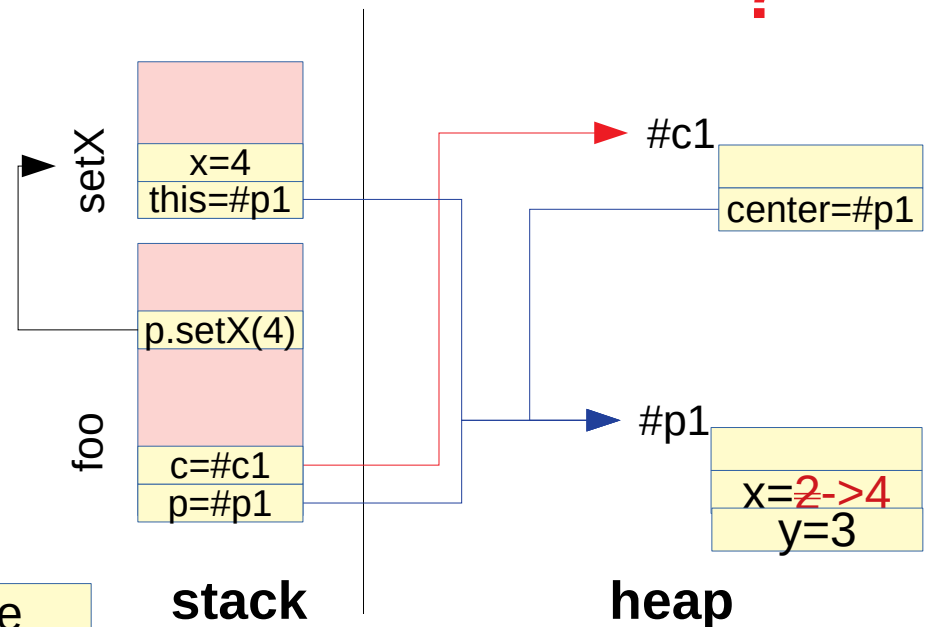 setX
x=4
this=#p1
p.setX(4)
foo
c=#c1
p=#p1
stack
#c1
center=#p1
#p1
x=2->4
y=3
heap